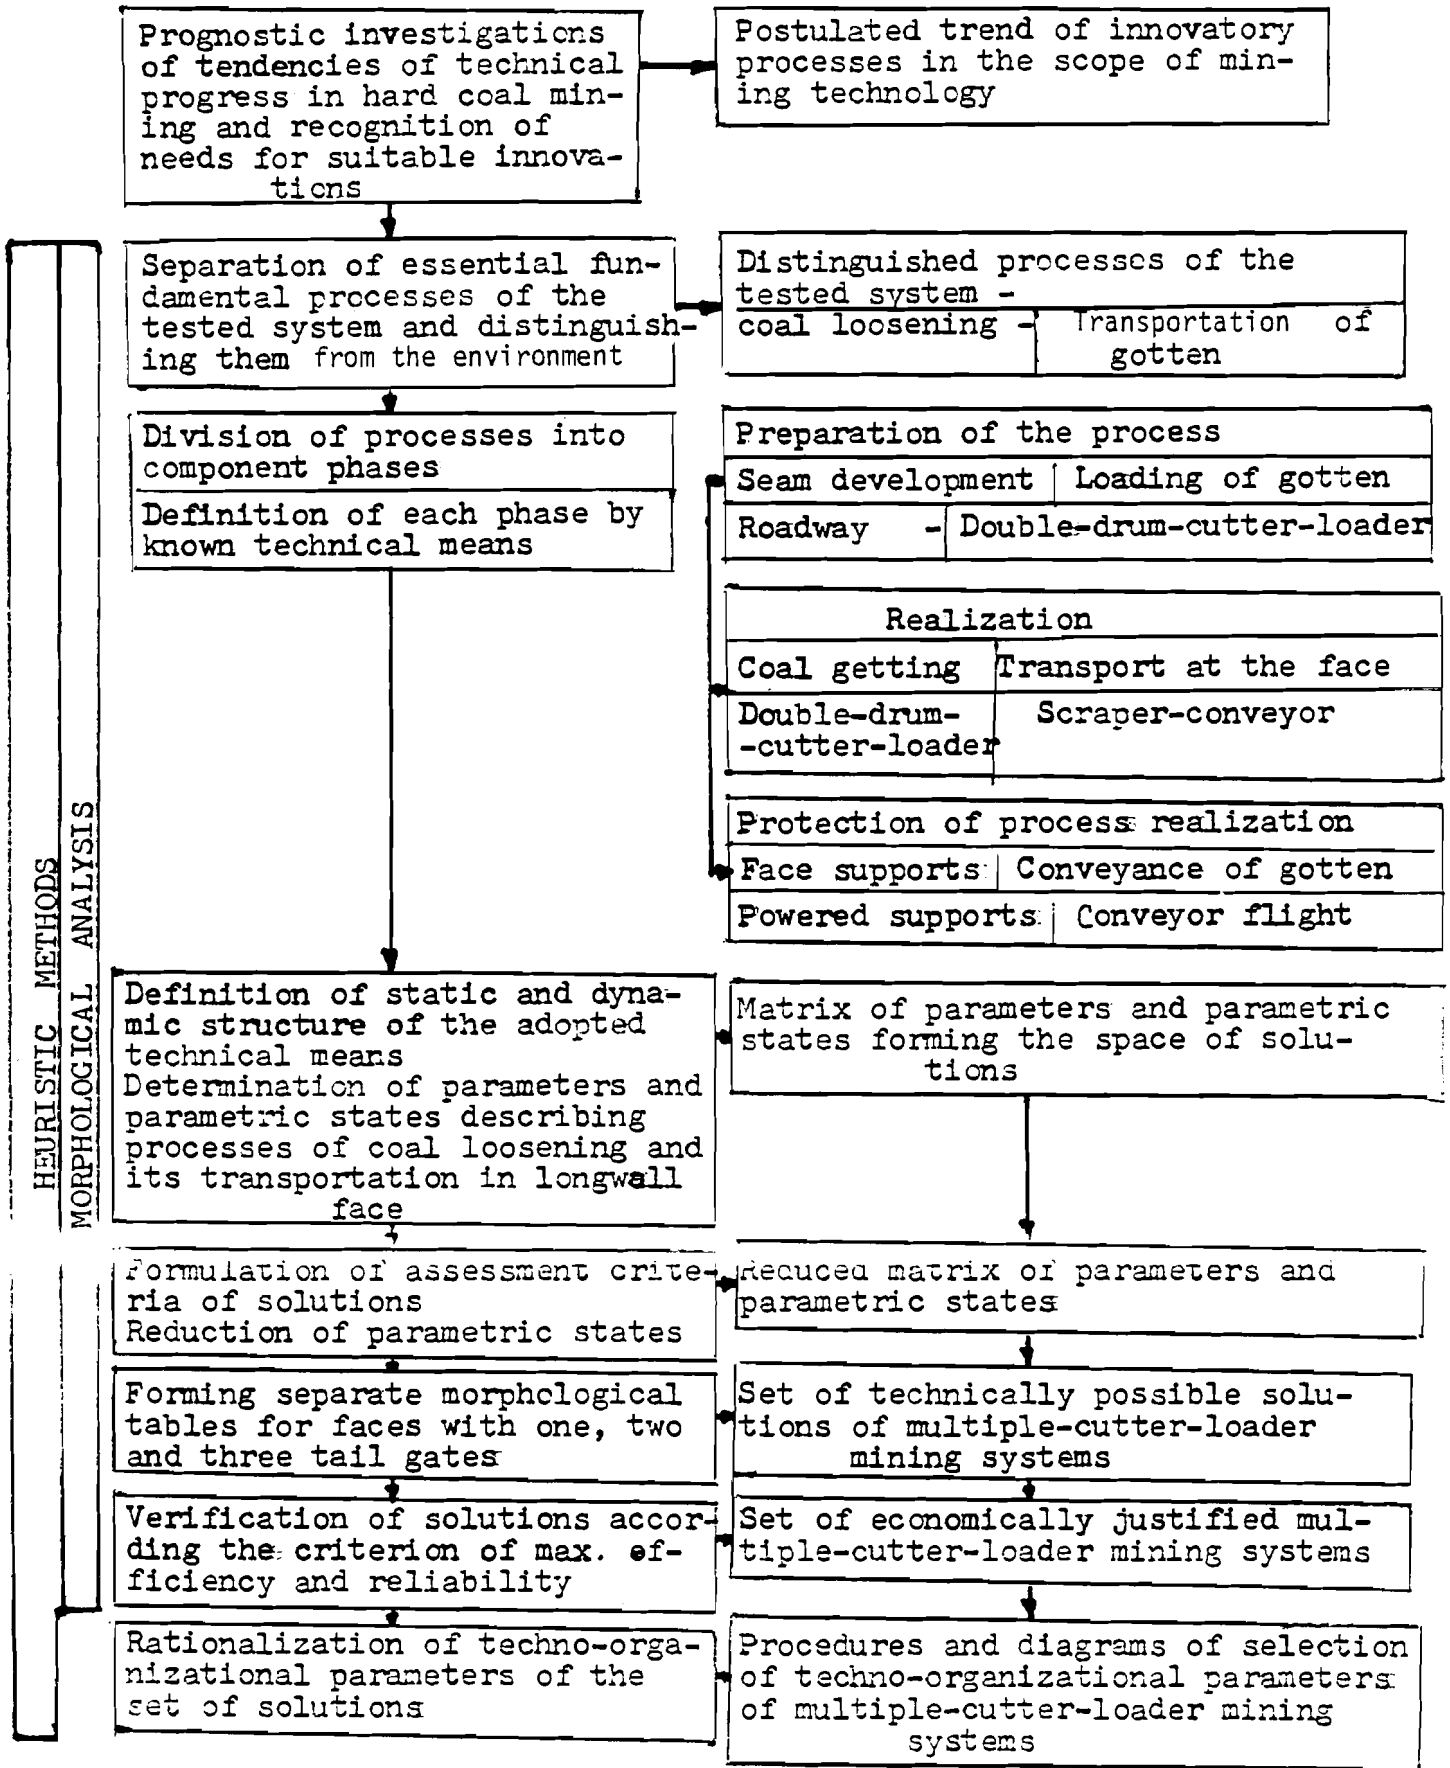 Prognostic investigations
of tendencies of technical
progress in hard coal min-
ing and recognition of
needs for suitable innova-
tions
Postulated trend of innovatory
processes in the scope of min-
ing technology
Separation of essential fun-
damental processes of the
tested system and distinguish-
ing them from the environment
Distinguished processes of the
tested system -
coal loosening -
Transportation of
gotten
Division of processes into
component phases
Definition of each phase by
known technical means
Preparation of the process
Seam development
Loading of gotten
Roadway -
Double-drum-cutter-loader
Realization
Coal getting
Transport at the face
Double-drum-
-cutter-loader
Scraper-conveyor
Protection of process realization
Face supports
Conveyance of gotten
Powered supports
Conveyor flight
HEURISTIC METHODS
MORPHOLOGICAL ANALYSIS
Definition of static and dyna-
mic structure of the adopted
technical means
Determination of parameters and
parametric states describing
processes of coal loosening and
its transportation in longwall
face
Matrix of parameters and parametric
states forming the space of solu-
tions
Formulation of assessment crite-
ria of solutions
Reduction of parametric states
Reduced matrix of parameters and
parametric states
Forming separate morphological
tables for faces with one, two
and three tail gates
Set of technically possible solu-
tions of multiple-cutter-loader
mining systems
Verification of solutions accor-
ding the criterion of max. ef-
ficiency and reliability
Set of economically justified mul-
tiple-cutter-loader mining systems
Rationalization of techno-orga-
nizational parameters of the
set of solutions
Procedures and diagrams of selection
of techno-organizational parameters
of multiple-cutter-loader mining
systems